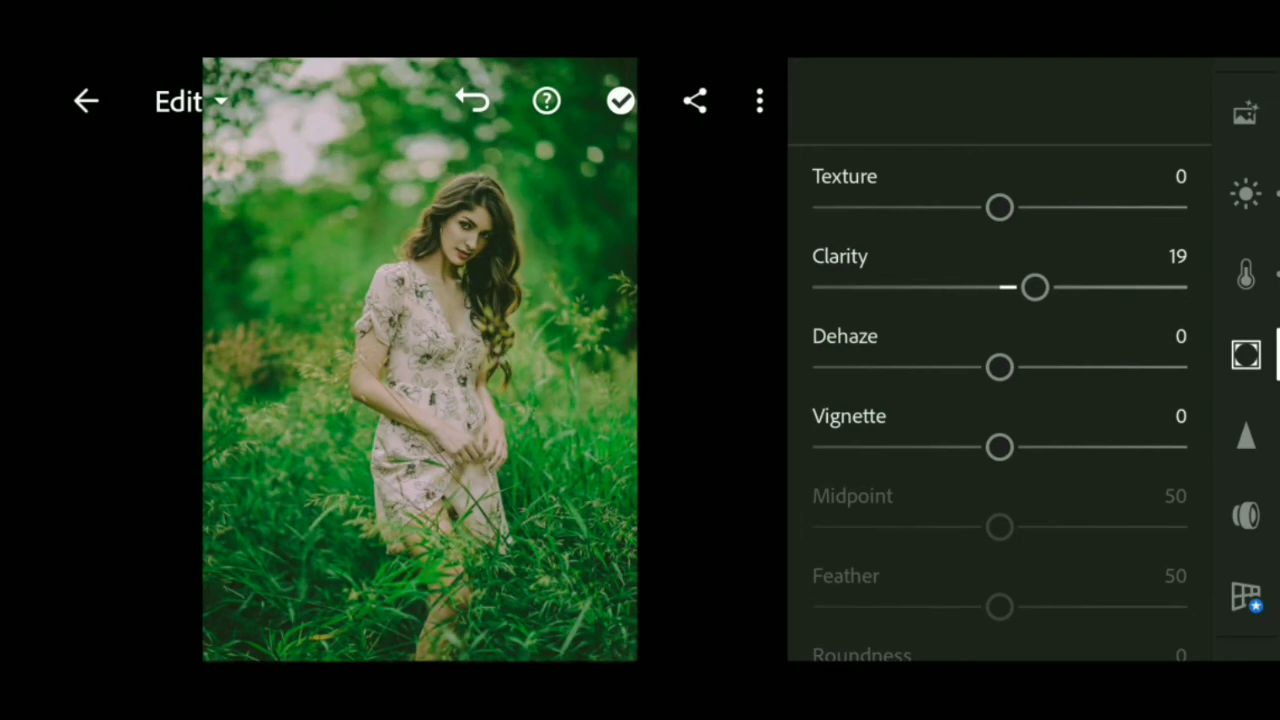 Edit
Texture 0
Clarity 19
Dehaze 0
Vignette 0
Midpoint 50
Feather 50
Roundness 0